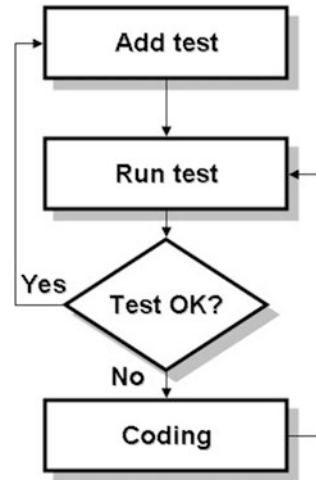 Add test
Run test
Test OK?
Yes
No
Coding